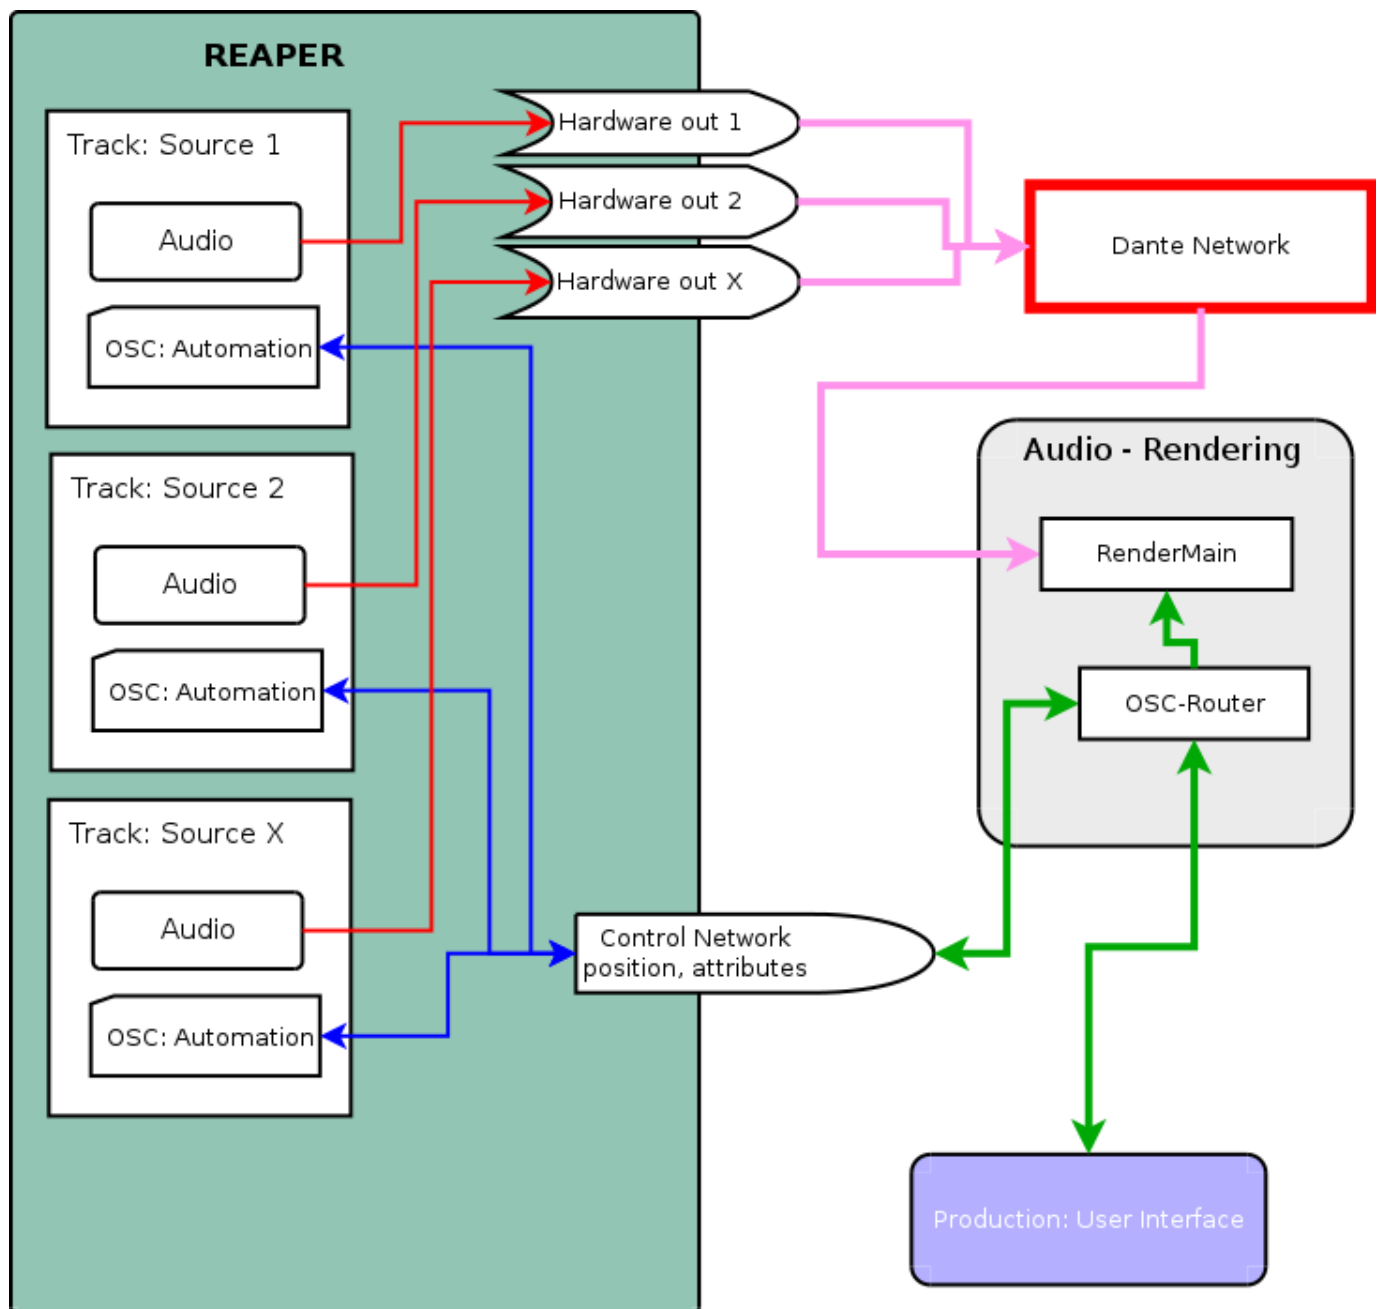 REAPER
Track: Source 1
Audio
OSC: Automation
Track: Source 2
Audio
OSC: Automation
Track: Source X
Audio
OSC: Automation
Hardware out 1
Hardware out 2
Hardware out X
Control Network
position, attributes
Dante Network
Audio - Rendering
RenderMain
OSC-Router
Production: User Interface